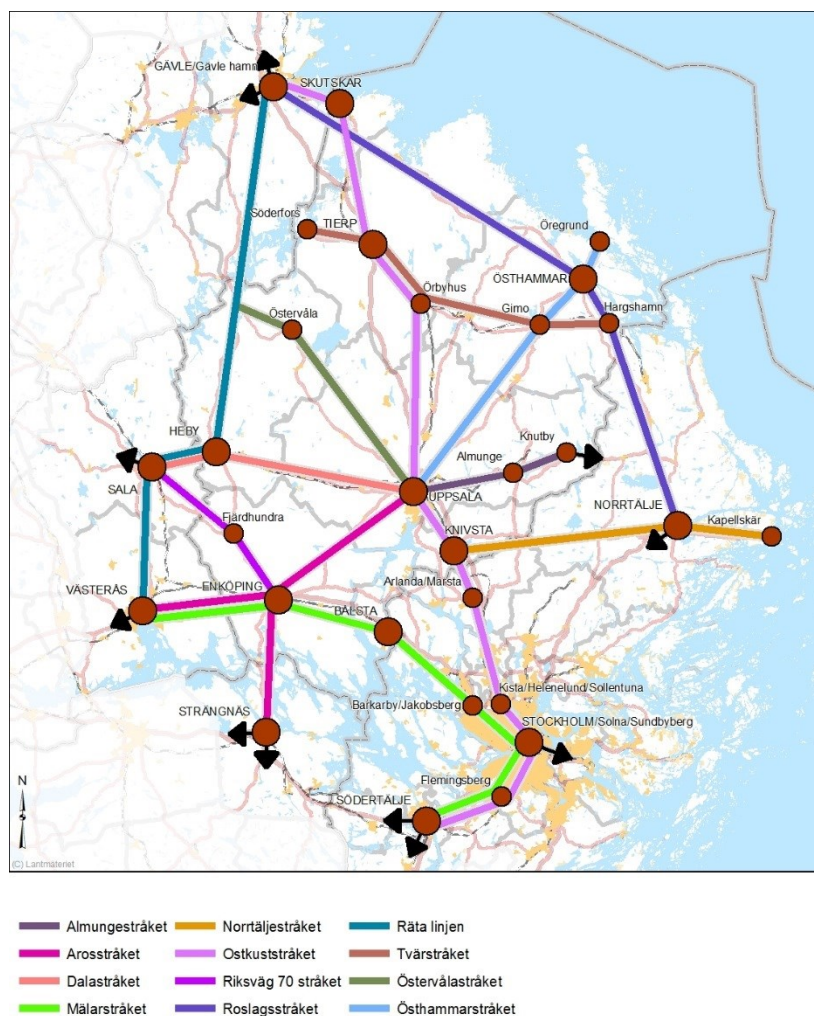 GÄVLE/Gävle hamn
SKUTSKÄR
Söderfors
TIERP
Öregrund
ÖSTHAMMAR
Örbyhus
Gimo
Hargshamn
Östervåla
HEBY
Knutby
Almunge
SALA
UPPSALA
Fjärdhundra
KNIVSTA
NORRTÄLJE
Kapellskär
VÄSTERÅS
ENKÖPING
BÅLSTA
Arlanda/Märsta
Kista/Helenelund/Sollentuna
Barkarby/Jakobsberg
STRÄNGNÄS
STOCKHOLM/Solna/Sundbyberg
Flemingsberg
SÖDERTÄLJE
N
(C) Lantmäteriet
Almungestråket
Norrtäljestråket
Räta linjen
Arosstråket
Ostkuststråket
Tvärstråket
Dalastråket
Riksväg 70 stråket
Östervålastråket
Mälarstråket
Roslagsstråket
Östhammarstråket